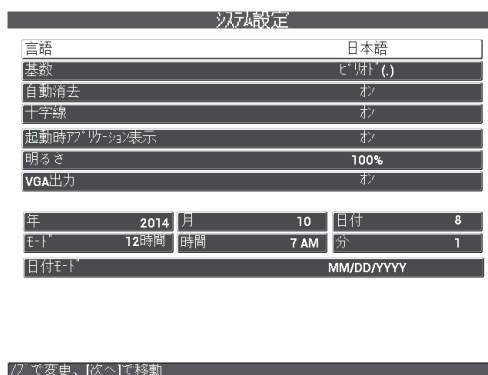 ｼｽﾃﾑ設定
言語 日本語
基数 ﾋﾟﾘｵﾄﾞ(.)
自動消去 ｵﾝ
十字線 ｵﾝ
起動時ｱﾌﾟﾘｹｰｼｮﾝ表示 ｵﾝ
明るさ 100%
VGA出力 ｵﾝ
年 2014 月 10 日付 8
ﾓｰﾄﾞ 12時間 時間 7 AM 分 1
日付ﾓｰﾄﾞ MM/DD/YYYY
ﾉﾌﾞで変更、[次へ]で移動